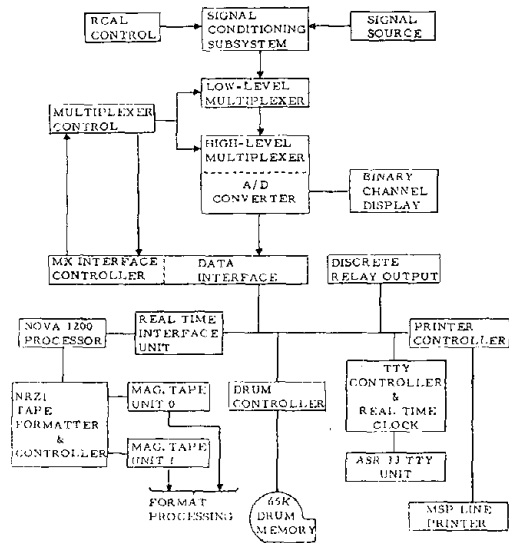 RCAL
CONTROL
SIGNAL
CONDITIONING
SUBSYSTEM
SIGNAL
SOURCE
LOW-LEVEL
MULTIPLEXER
MULTIPLEXER
CONTROL
HIGH-LEVEL
MULTIPLEXER
A/D
CONVERTER
BINARY
CHANNEL
DISPLAY
MX INTERFACE
CONTROLLER
DATA
INTERFACE
DISCRETE
RELAY OUTPUT
NOVA 1200
PROCESSOR
REAL TIME
INTERFACE
UNIT
PRINTER
CONTROLLER
NRZI
TAPE
FORMATTER
&
CONTROLLER
MAG. TAPE
UNIT 0
MAG. TAPE
UNIT 1
FORMAT
PROCESSING
DRUM
CONTROLLER
65K
DRUM
MEMORY
TTY
CONTROLLER
&
REAL TIME
CLOCK
ASR 33 TTY
UNIT
MSP LINE
PRINTER